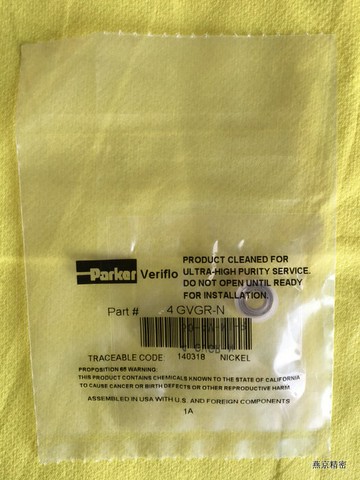 Parker Veriflo
PRODUCT CLEANED FOR
ULTRA-HIGH PURITY SERVICE.
DO NOT OPEN UNTIL READY
FOR INSTALLATION.
Part # 4 GVGR-N
TRACEABLE CODE 140318 NICKEL
PROPOSITION 65 WARNING:
THIS PRODUCT CONTAINS CHEMICALS KNOWN TO THE STATE OF CALIFORNIA
TO CAUSE CANCER OR BIRTH DEFECTS OR OTHER REPRODUCTIVE HARM.
ASSEMBLED IN USA WITH U.S. AND FOREIGN COMPONENTS
1A
燕京精密